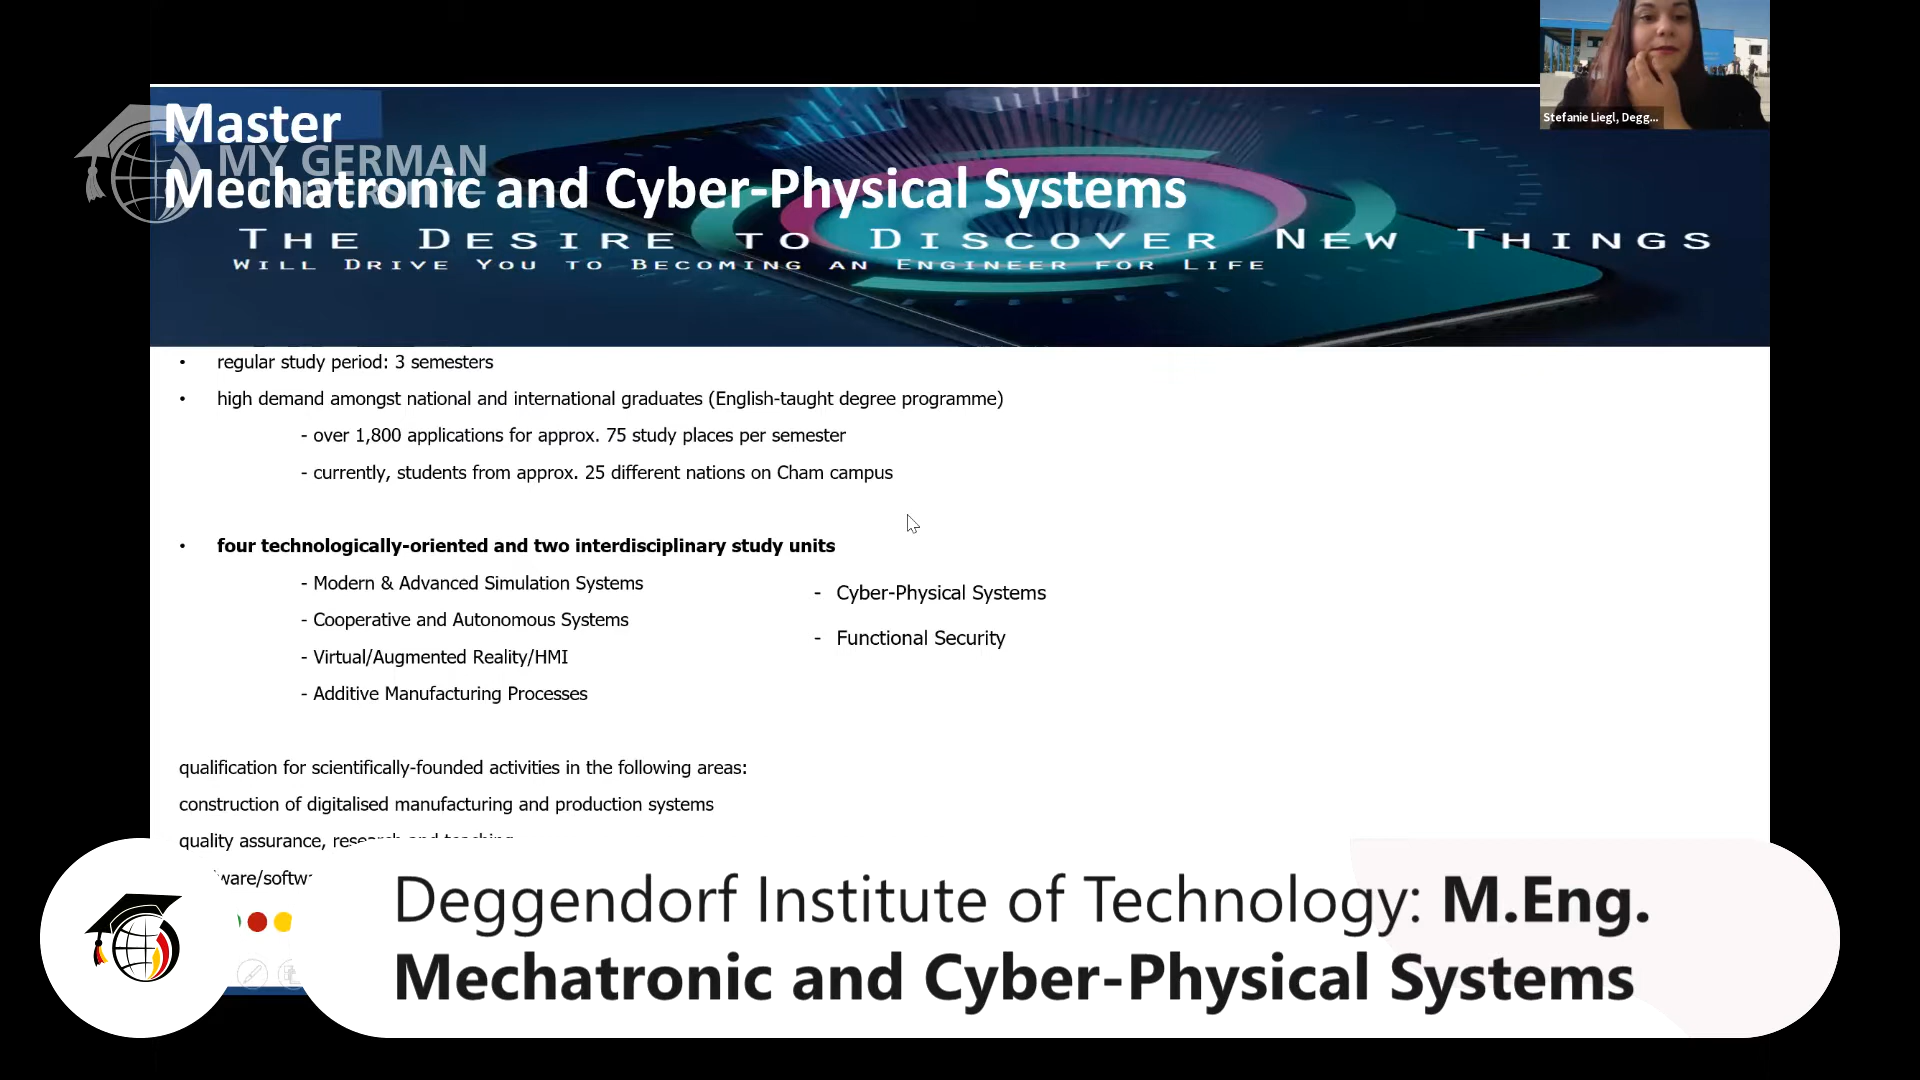 Master
MY GERMAN
UNIVERSITY
Mechatronic and Cyber-Physical Systems
THE DESIRE TO DISCOVER NEW THINGS
WILL DRIVE YOU TO BECOMING AN ENGINEER FOR LIFE
Stefanie Liegl, Degg...
• regular study period: 3 semesters
• high demand amongst national and international graduates (English-taught degree programme)
- over 1,800 applications for approx. 75 study places per semester
- currently, students from approx. 25 different nations on Cham campus
• four technologically-oriented and two interdisciplinary study units
- Modern & Advanced Simulation Systems
- Cooperative and Autonomous Systems
- Virtual/Augmented Reality/HMI
- Additive Manufacturing Processes
- Cyber-Physical Systems
- Functional Security
qualification for scientifically-founded activities in the following areas:
construction of digitalised manufacturing and production systems
quality assurance, research and teaching
Deggendorf Institute of Technology: M.Eng.
Mechatronic and Cyber-Physical Systems